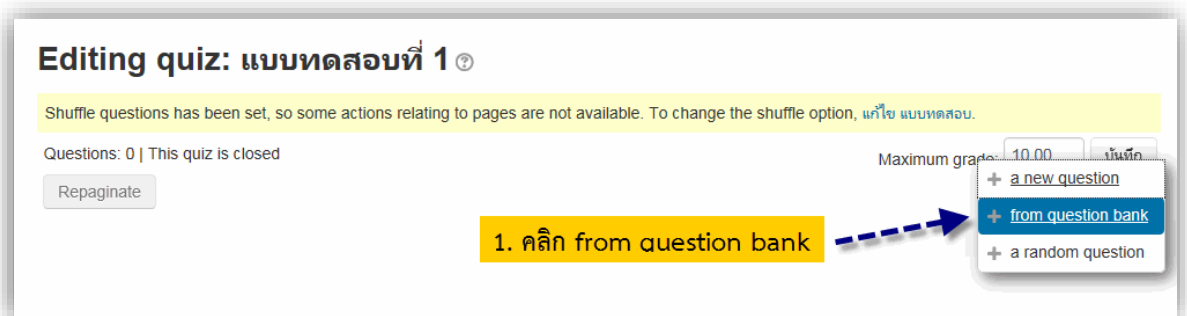 Editing quiz: แบบทดสอบที่ 1
Shuffle questions has been set, so some actions relating to pages are not available. To change the shuffle option, แก้ไข แบบทดสอบ.
Questions: 0 | This quiz is closed
Maximum grade: 10.00 บันทึก
Repaginate
+ a new question
+ from question bank
+ a random question
1. คลิก from question bank